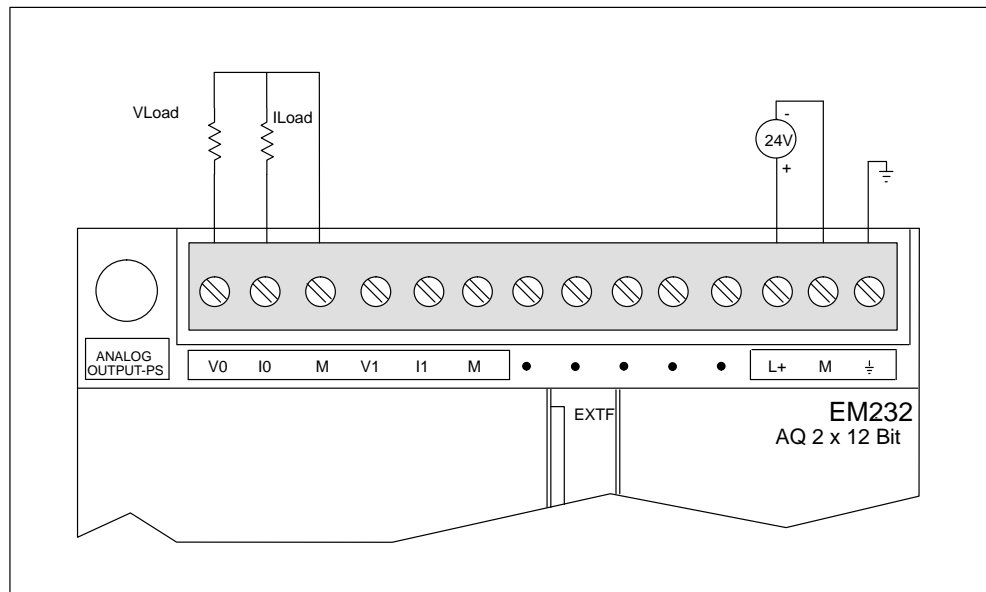 VLoad
ILoad
-
24V
+
ANALOG
OUTPUT-PS
V0 I0 M V1 I1 M • • • • • L+ M ⏚
EXTF
EM232
AQ 2 x 12 Bit